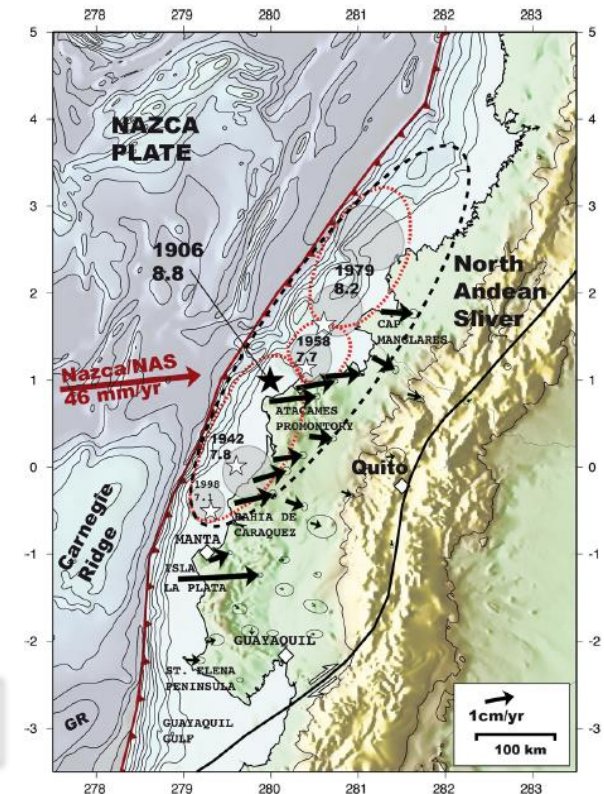 278 279 280 281 282 283
5
4
3
2
1
0
-1
-2
-3
5
4
3
2
1
0
-1
-2
-3
NAZCA
PLATE
1906
8.8
1979
8.2
North
Andean
Sliver
CAP
MANGLARES
1958
7.7
Nazca/NAS
46 mm/yr
ATACAMES
PROMONTORY
1942
7.8
Quito
1998
7.1
BAHIA DE
CARAQUEZ
Carnegie
Ridge
MANTA
ISLA
LA PLATA
GUAYAQUIL
ST. ELENA
PENINSULA
GR
GUAYAQUIL
GULF
1cm/yr
100 km
278 279 280 281 282 283